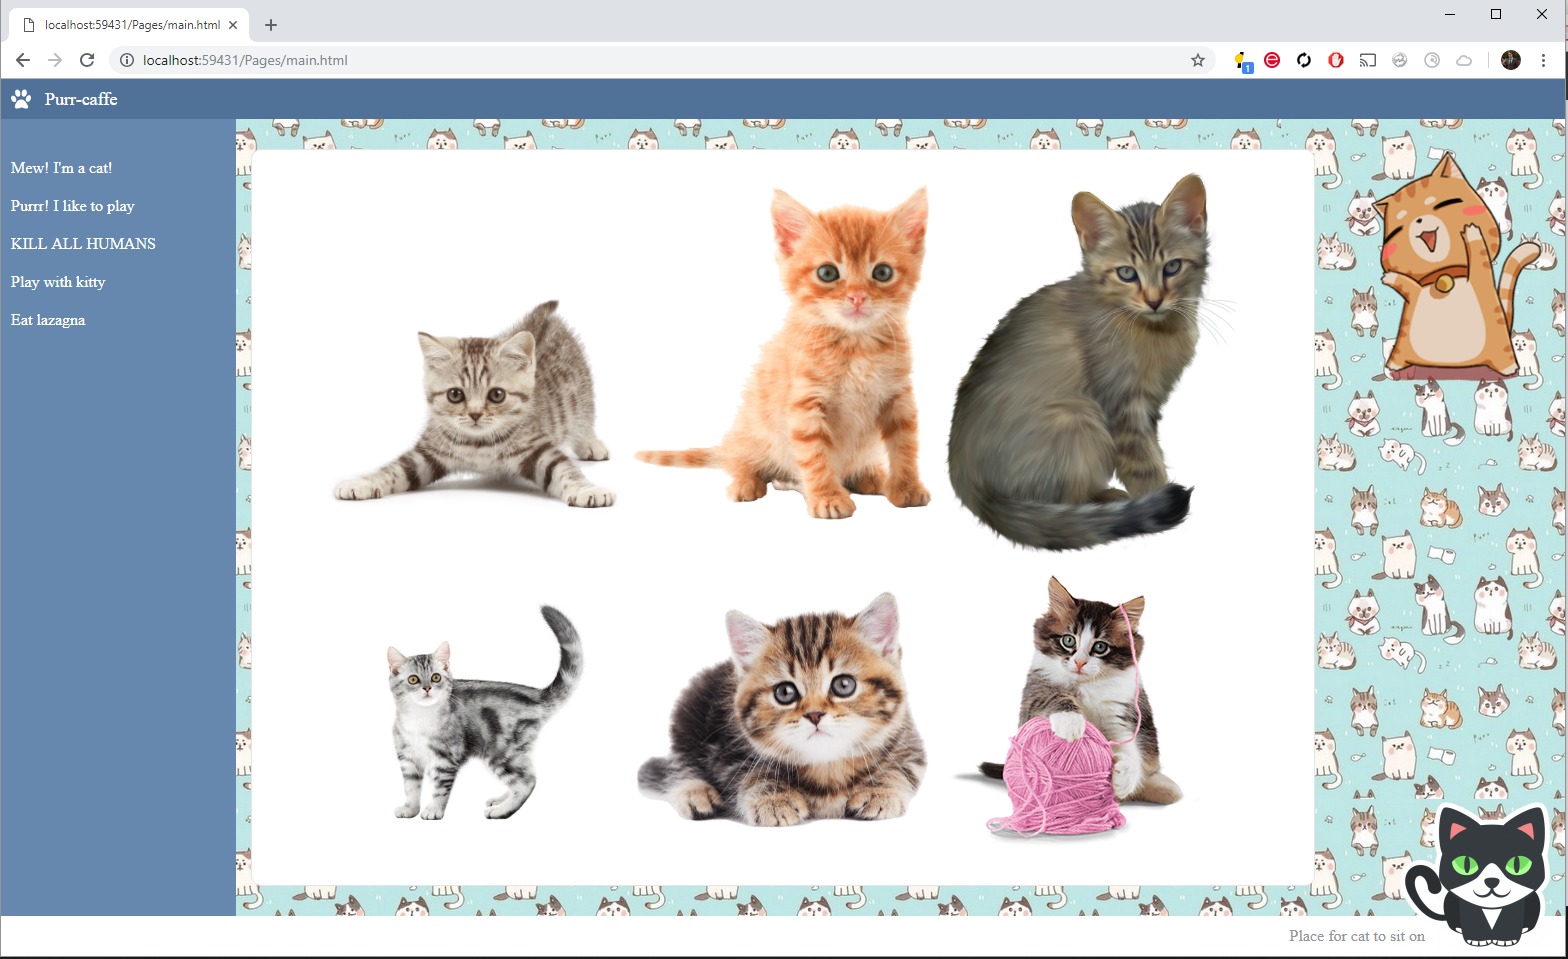 localhost:59431/Pages/main.html
localhost:59431/Pages/main.html
1
Purr-caffe
Mew! I'm a cat!
Purrr! I like to play
KILL ALL HUMANS
Play with kitty
Eat lazagna
Place for cat to sit on